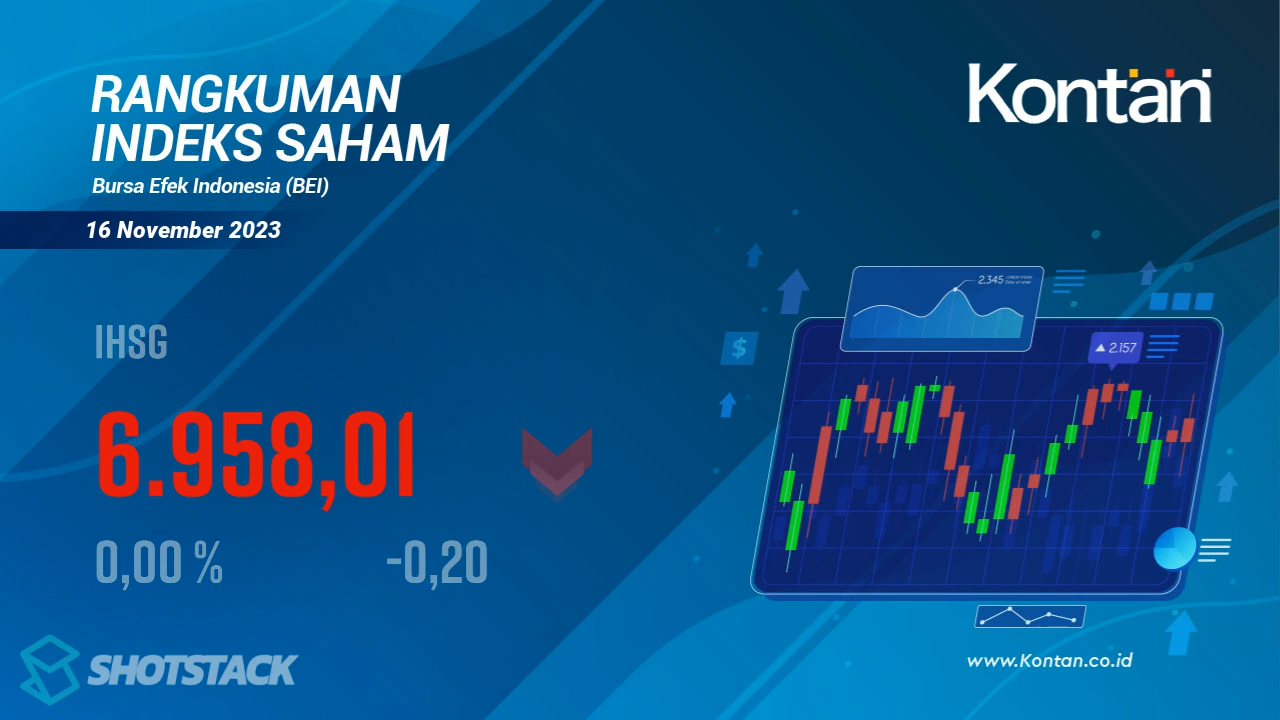 RANGKUMAN
INDEKS SAHAM
Bursa Efek Indonesia (BEI)
16 November 2023
Kontan
IHSG
6.958,01
0,00 %
-0,20
2.345
$
2.157
SHOTSTACK
www.Kontan.co.id